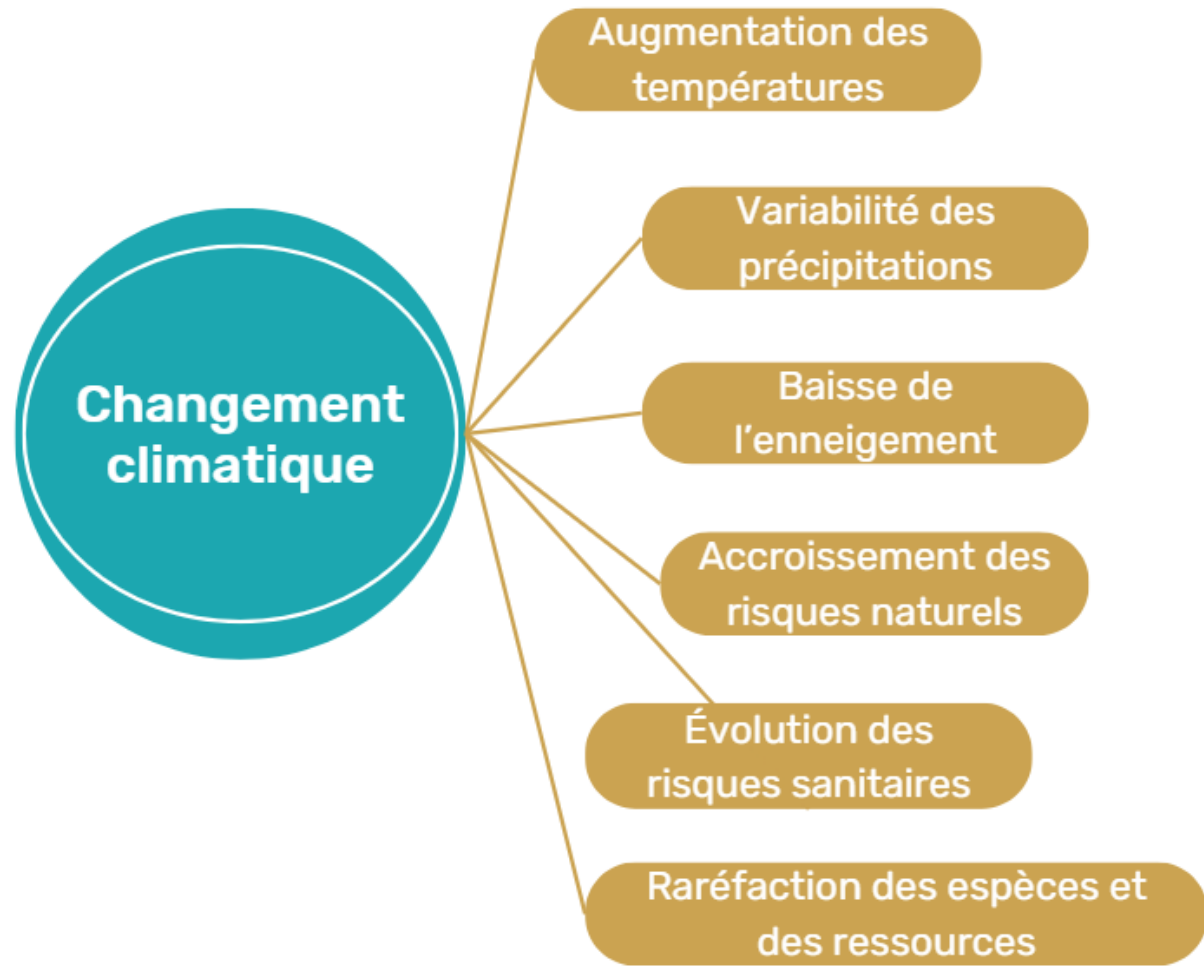 Augmentation des
températures
Variabilité des
précipitations
Changement
climatique
Baisse de
l'enneigement
Accroissement des
risques naturels
Évolution des
risques sanitaires
Raréfaction des espèces et
des ressources